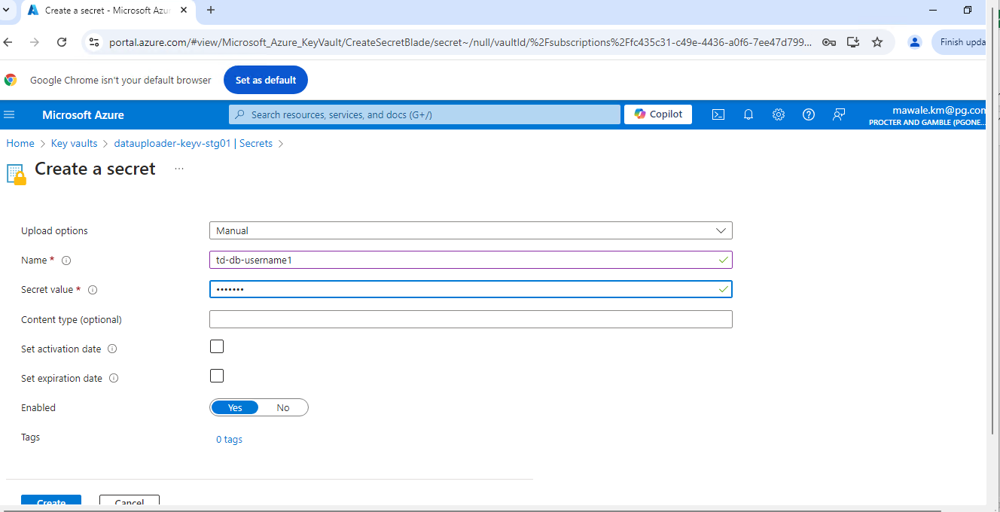 Create a secret - Microsoft Azu
portal.azure.com/#view/Microsoft_Azure_KeyVault/CreateSecretBlade/secret~/null/vaultId/%2Fsubscriptions%2Ffc435c31-c49e-4436-a0f6-7ee47d799...
Finish upda
Google Chrome isn't your default browser
Set as default
Microsoft Azure
Search resources, services, and docs (G+/)
Copilot
mawale.km@pg.com
PROCTER AND GAMBLE (PGONE...
Home > Key vaults > datauploader-keyv-stg01 | Secrets >
Create a secret ...
Upload options
Manual
Name *
td-db-username1
Secret value *
•••••••
Content type (optional)
Set activation date
Set expiration date
Enabled
Yes
No
Tags
0 tags
Create
Cancel